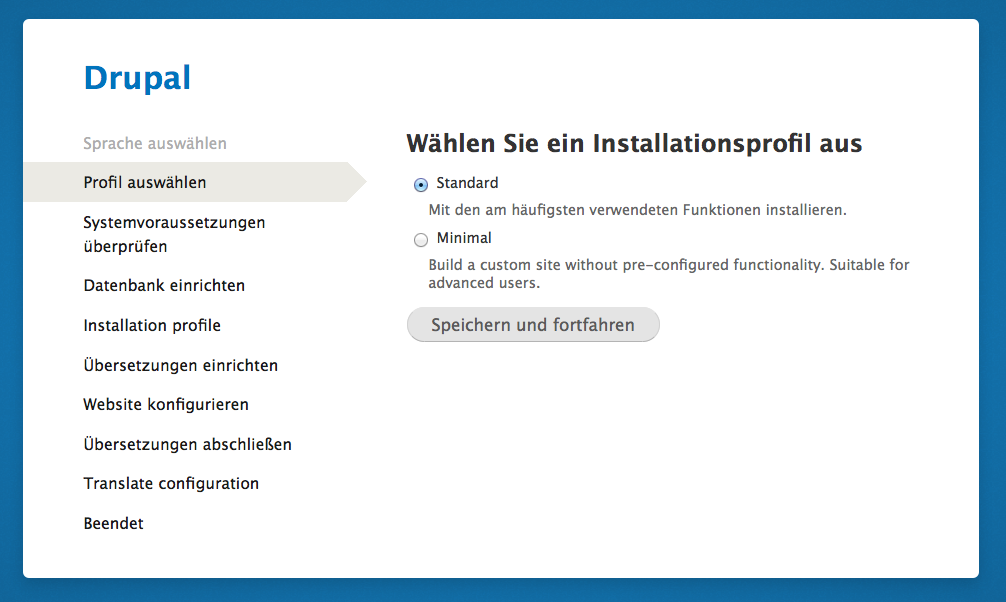 Drupal
Sprache auswählen
Profil auswählen
Systemvoraussetzungen
überprüfen
Datenbank einrichten
Installation profile
Übersetzungen einrichten
Website konfigurieren
Übersetzungen abschließen
Translate configuration
Beendet
Wählen Sie ein Installationsprofil aus
Standard
Mit den am häufigsten verwendeten Funktionen installieren.
Minimal
Build a custom site without pre-configured functionality. Suitable for
advanced users.
Speichern und fortfahren